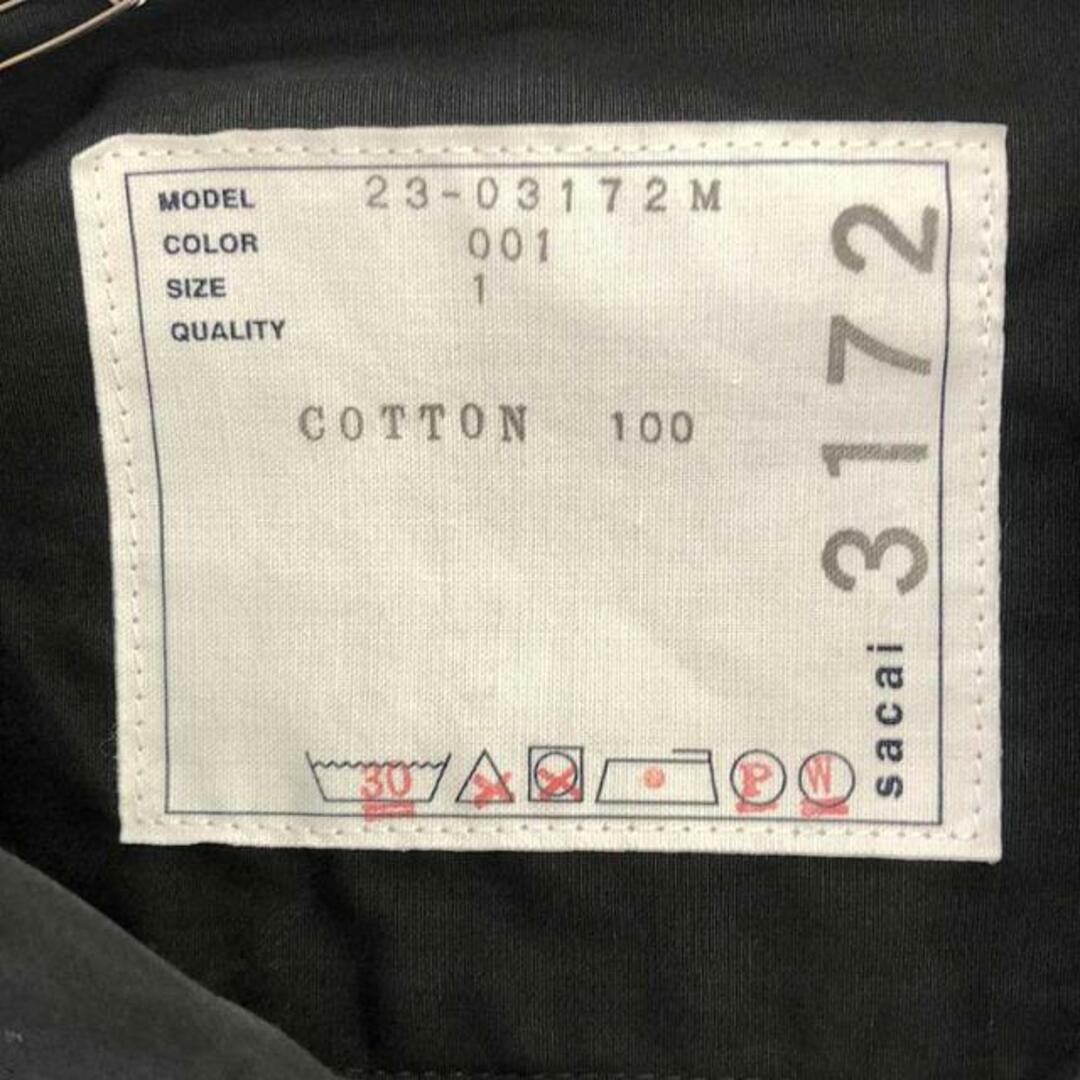 MODEL 23-03172M
COLOR 001
SIZE 1
QUALITY
COTTON 100
30
P
W
sacai 3172